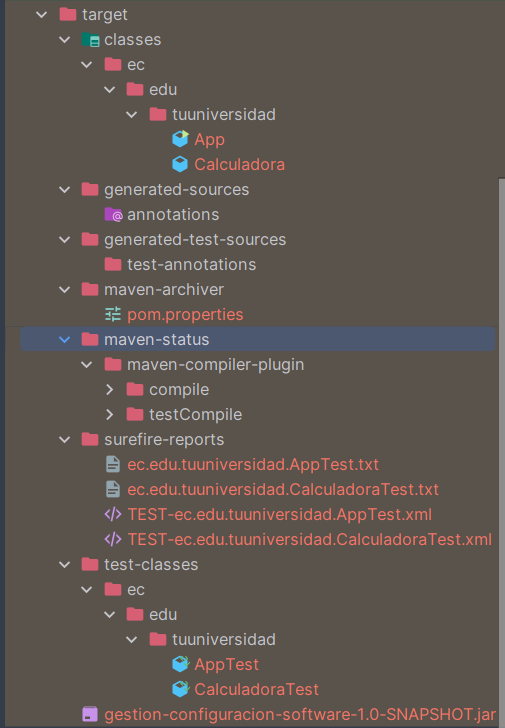 target
classes
ec
edu
tuuniversidad
App
Calculadora
generated-sources
annotations
generated-test-sources
test-annotations
maven-archiver
pom.properties
maven-status
maven-compiler-plugin
compile
testCompile
surefire-reports
ec.edu.tuuniversidad.AppTest.txt
ec.edu.tuuniversidad.CalculadoraTest.txt
TEST-ec.edu.tuuniversidad.AppTest.xml
TEST-ec.edu.tuuniversidad.CalculadoraTest.xml
test-classes
ec
edu
tuuniversidad
AppTest
CalculadoraTest
gestion-configuracion-software-1.0-SNAPSHOT.jar